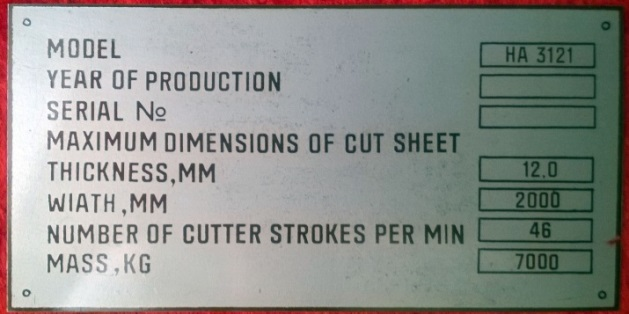 MODEL HA 3121
YEAR OF PRODUCTION
SERIAL №
MAXIMUM DIMENSIONS OF CUT SHEET
THICKNESS,MM 12.0
WIATH,MM 2000
NUMBER OF CUTTER STROKES PER MIN 46
MASS,KG 7000